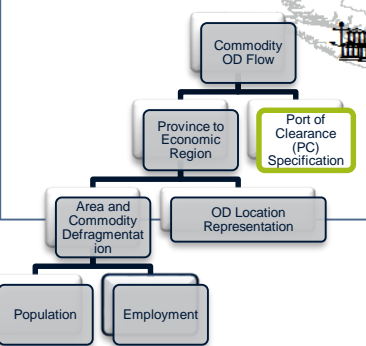 Commodity
OD Flow
Province to
Economic
Region
Port of
Clearance
(PC)
Specification
Area and
Commodity
Defragmentat
ion
OD Location
Representation
Population
Employment